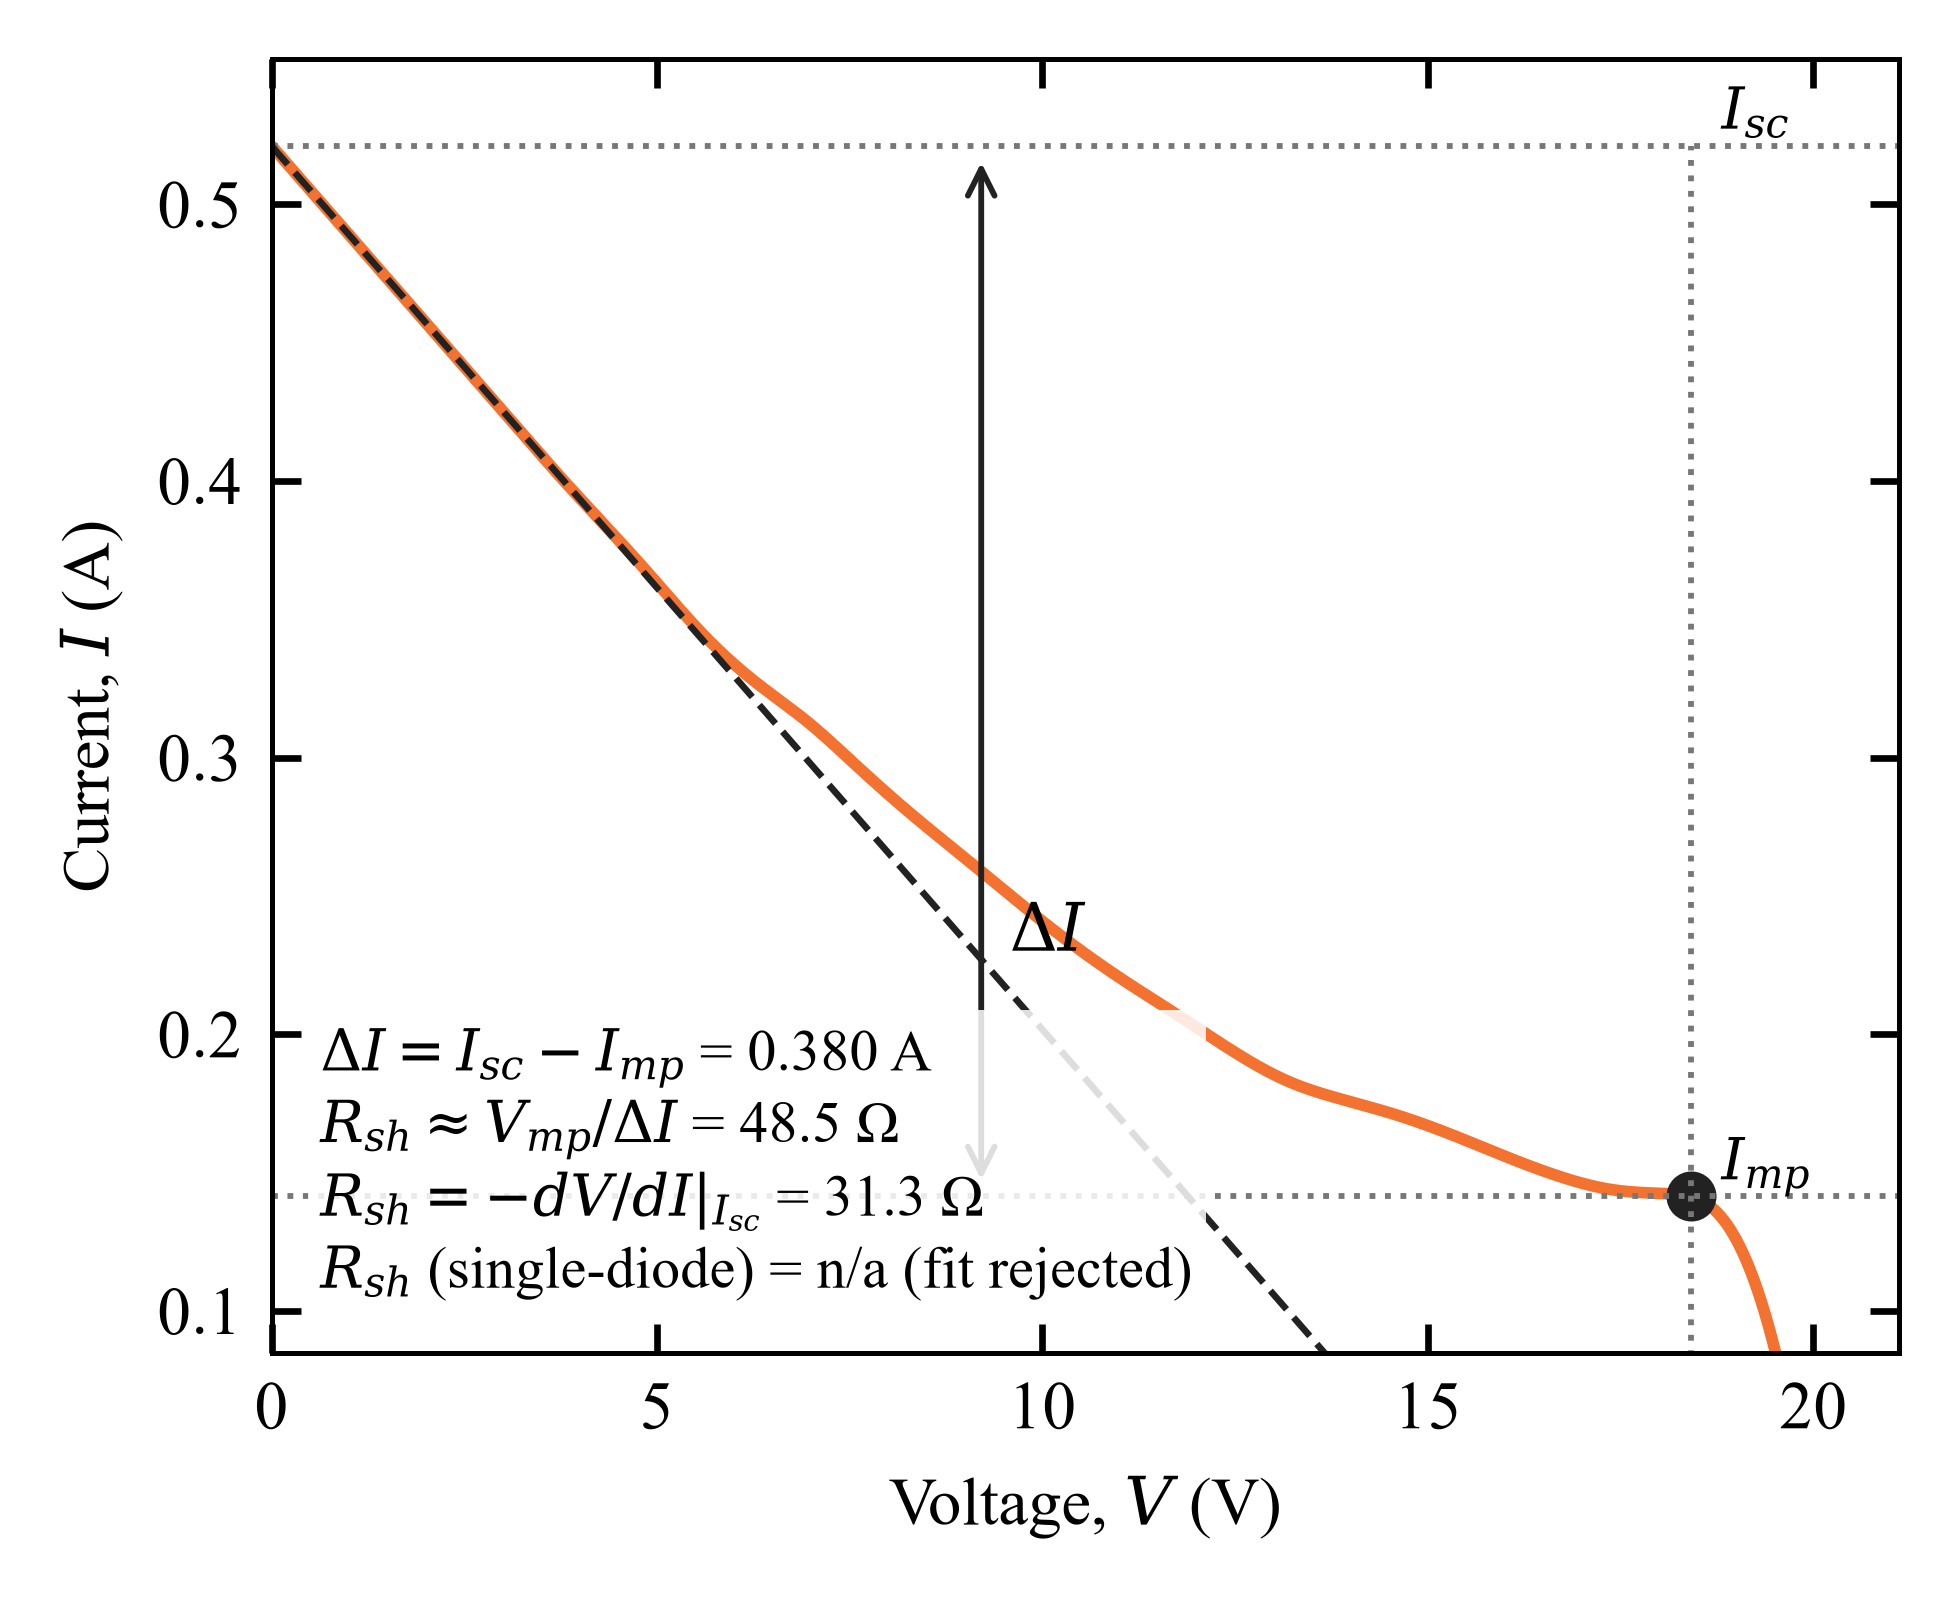 I_sc
0.5
0.4
0.3
0.2
0.1
Current, I (A)
ΔI
ΔI = I_sc − I_mp = 0.380 A
R_sh ≈ V_mp/ΔI = 48.5 Ω
R_sh = −dV/dI|_I_sc = 31.3 Ω
R_sh (single-diode) = n/a (fit rejected)
I_mp
0 5 10 15 20
Voltage, V (V)